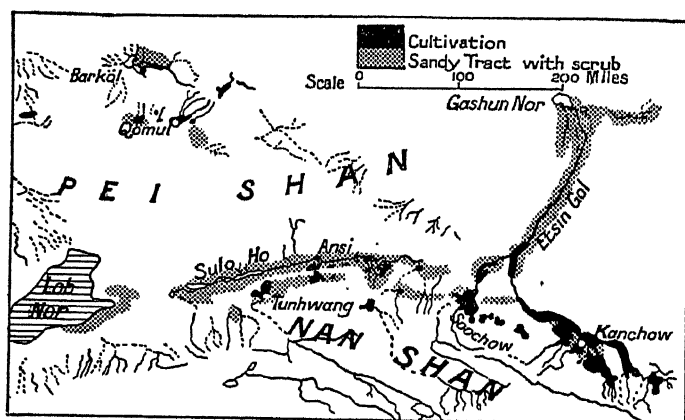 Cultivation
Sandy Tract with scrub
Scale 0 100 200 Miles
Barköl
Gashun Nor
Qomul
PEI SHAN
Etsin Gol
Sulo Ho
Ansi
Lob
Nor
Tunhwang
Soochow
Kanchow
NAN SHAN